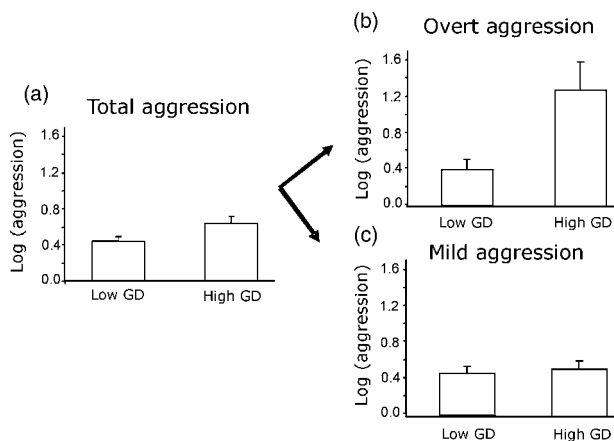 (a)
Total aggression
Log (aggression)
1.6
1.2
0.8
0.4
0.0
Low GD High GD
(b)
Overt aggression
Log (aggression)
1.6
1.2
0.4
0.0
Low GD High GD
(c)
Mild aggression
Log (aggression)
1.6
1.2
0.8
0.4
0.0
Low GD High GD